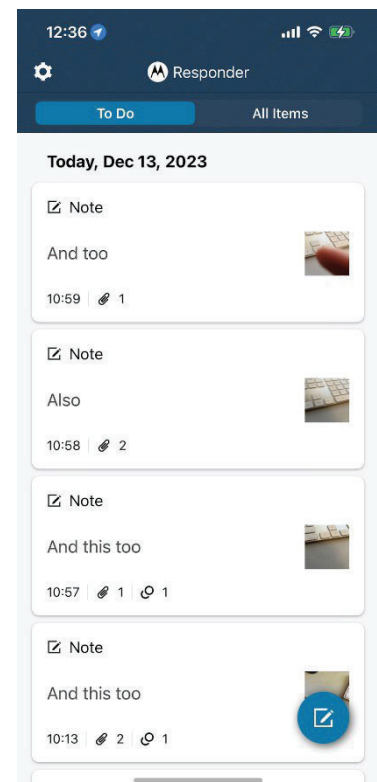 12:36
Responder
To Do All Items
Today, Dec 13, 2023
Note
And too
10:59 1
Note
Also
10:58 2
Note
And this too
10:57 1 1
Note
And this too
10:13 2 1